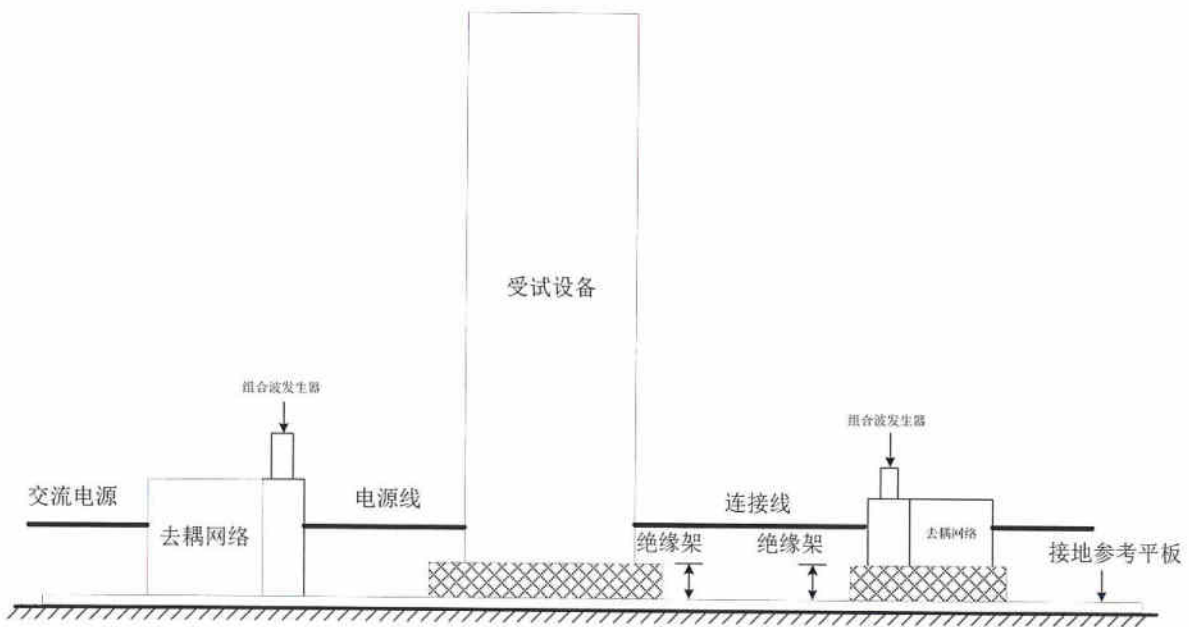 受试设备
组合波发生器
组合波发生器
交流电源
电源线
连接线
去耦网络
绝缘架
绝缘架
去耦网络
接地参考平板